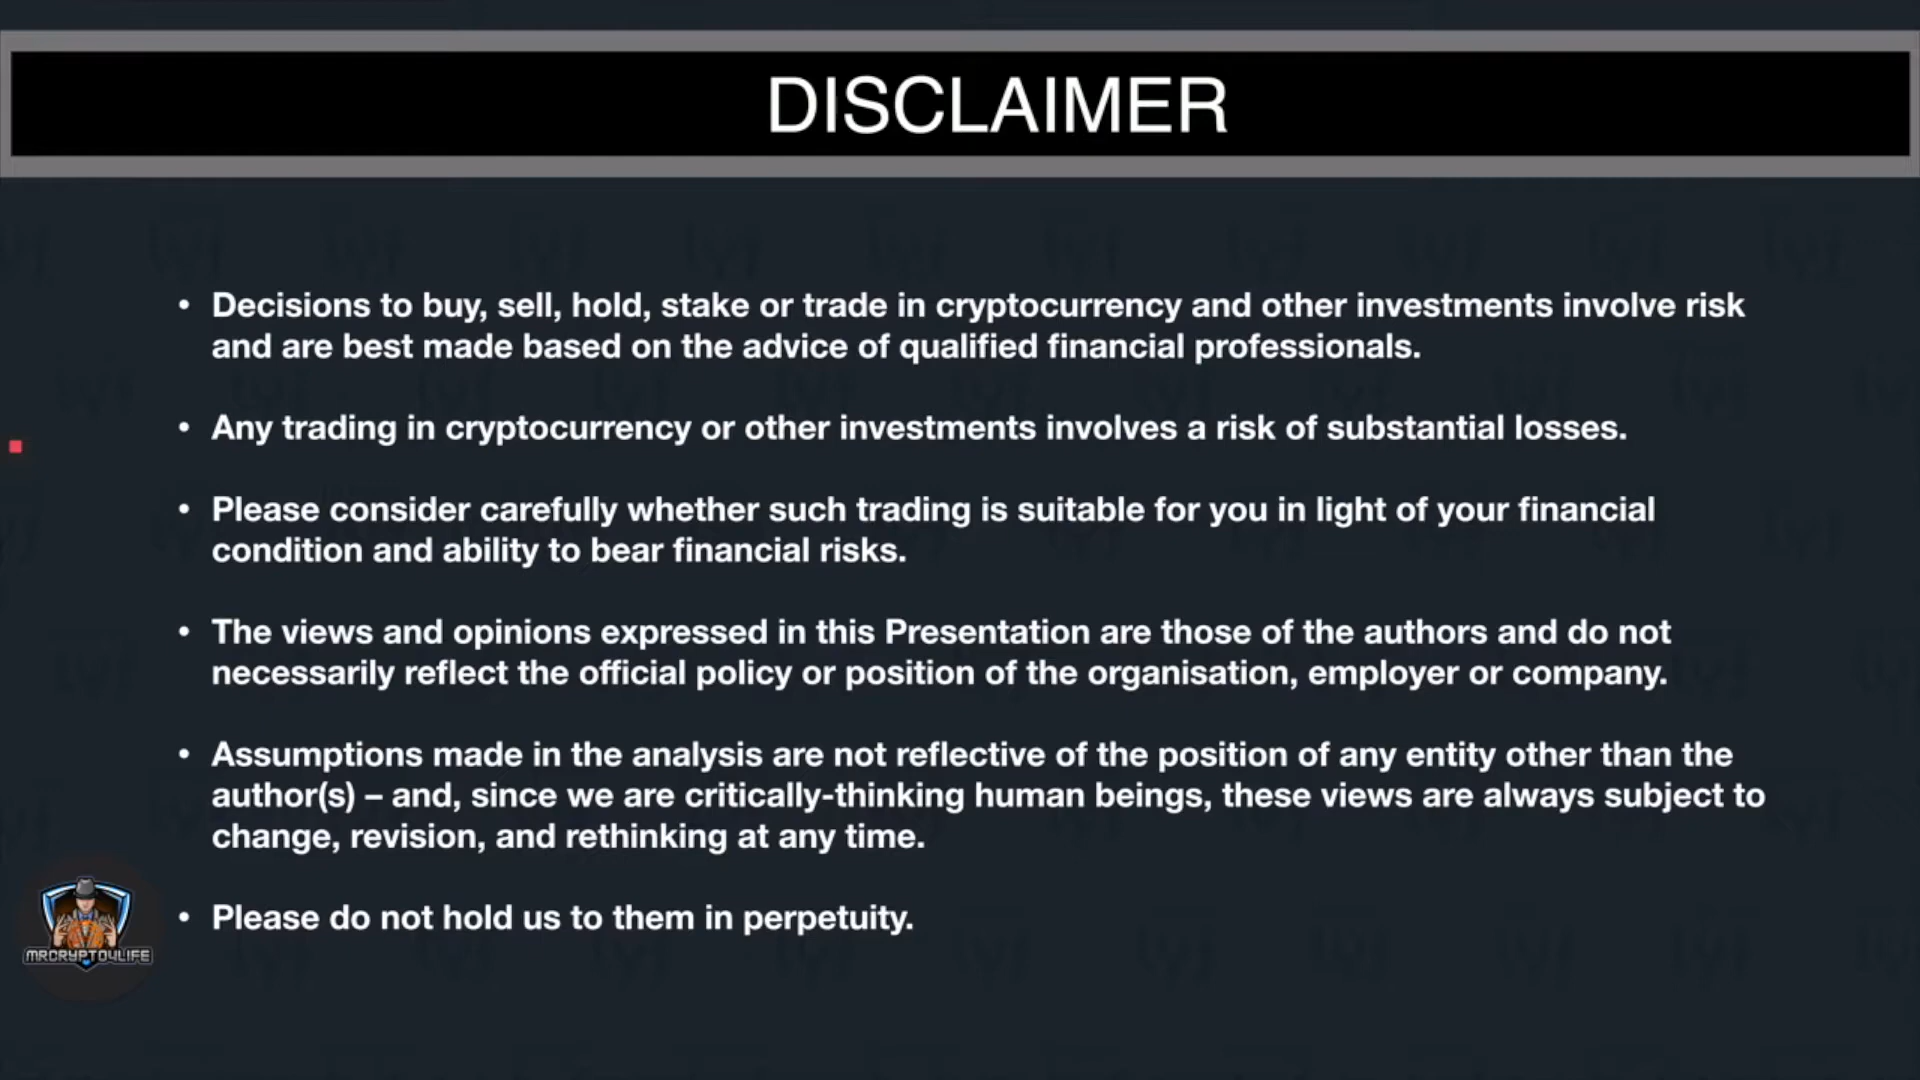 DISCLAIMER
• Decisions to buy, sell, hold, stake or trade in cryptocurrency and other investments involve risk
and are best made based on the advice of qualified financial professionals.
• Any trading in cryptocurrency or other investments involves a risk of substantial losses.
• Please consider carefully whether such trading is suitable for you in light of your financial
condition and ability to bear financial risks.
• The views and opinions expressed in this Presentation are those of the authors and do not
necessarily reflect the official policy or position of the organisation, employer or company.
• Assumptions made in the analysis are not reflective of the position of any entity other than the
author(s) – and, since we are critically-thinking human beings, these views are always subject to
change, revision, and rethinking at any time.
• Please do not hold us to them in perpetuity.
MRCRYPTO4LIFE